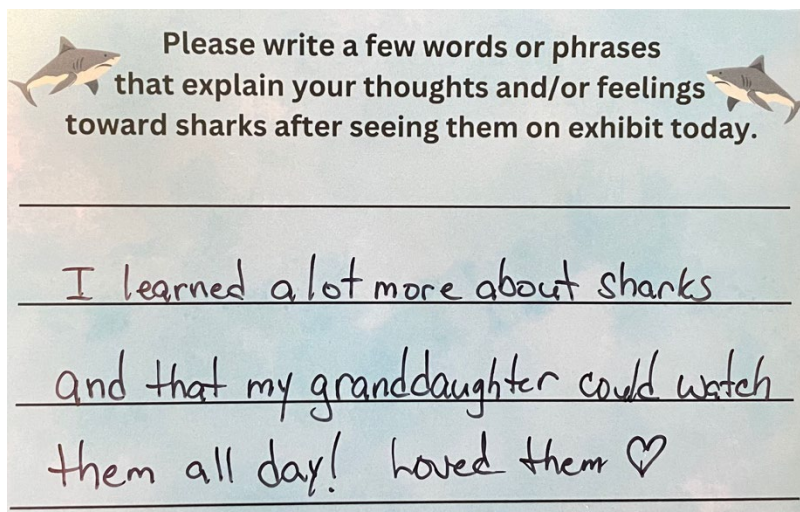 Please write a few words or phrases
that explain your thoughts and/or feelings
toward sharks after seeing them on exhibit today.
I learned a lot more about sharks
and that my granddaughter could watch
them all day! Loved them ♡